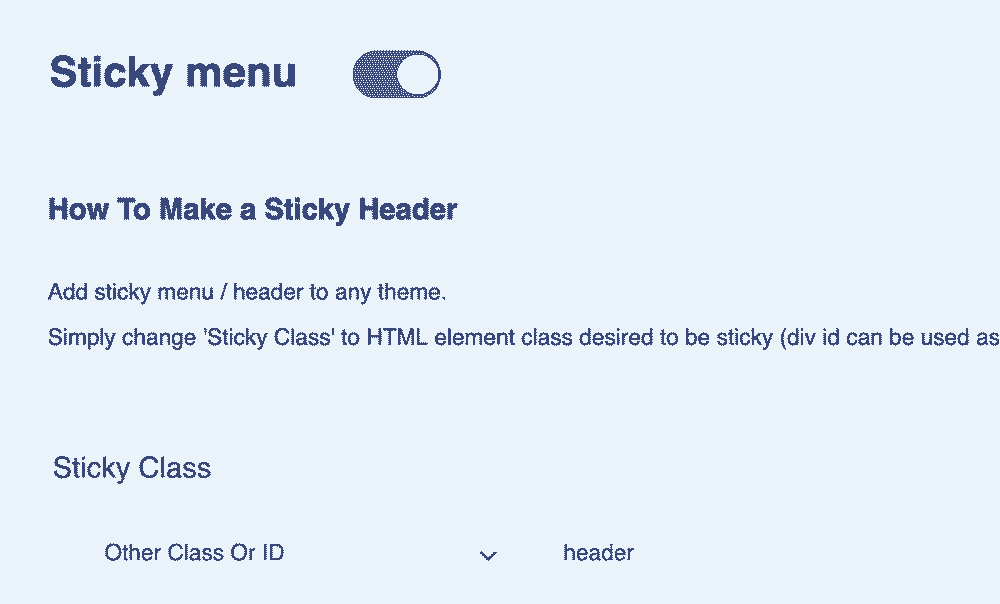 Sticky menu
How To Make a Sticky Header
Add sticky menu / header to any theme.
Simply change 'Sticky Class' to HTML element class desired to be sticky (div id can be used as
Sticky Class
Other Class Or ID
header